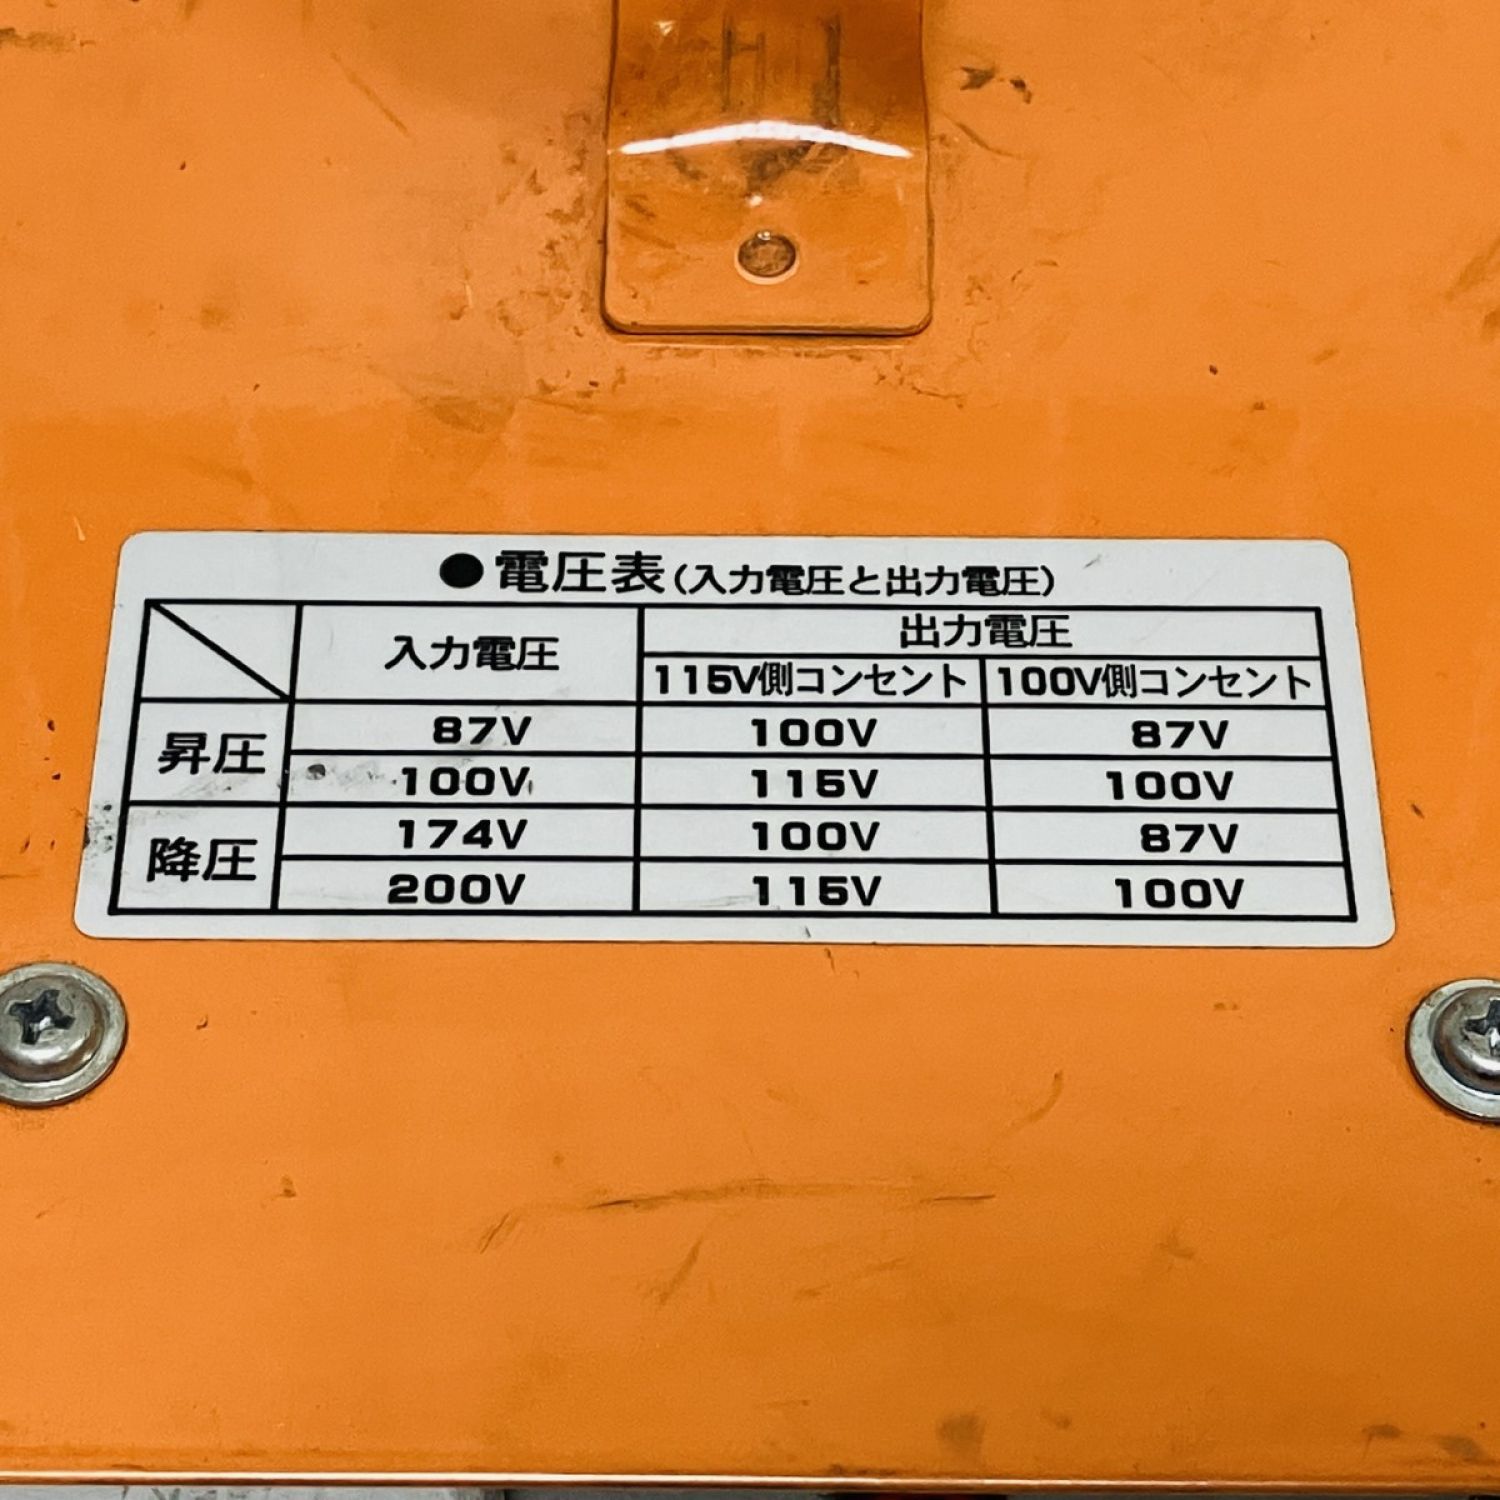 ●電圧表(入力電圧と出力電圧)
入力電圧 出力電圧
115V側コンセント 100V側コンセント
昇圧 87V 100V 87V
100V 115V 100V
降圧 174V 100V 87V
200V 115V 100V